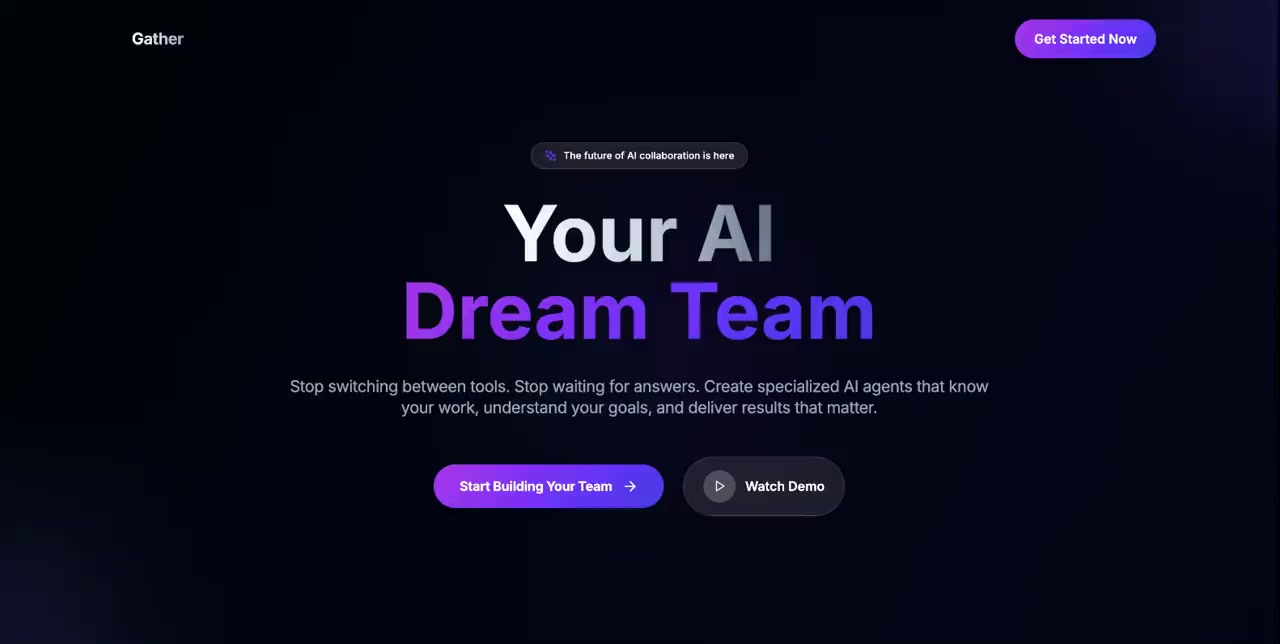 Gather
Get Started Now
The future of AI collaboration is here
Your AI
Dream Team
Stop switching between tools. Stop waiting for answers. Create specialized AI agents that know
your work, understand your goals, and deliver results that matter.
Start Building Your Team
Watch Demo